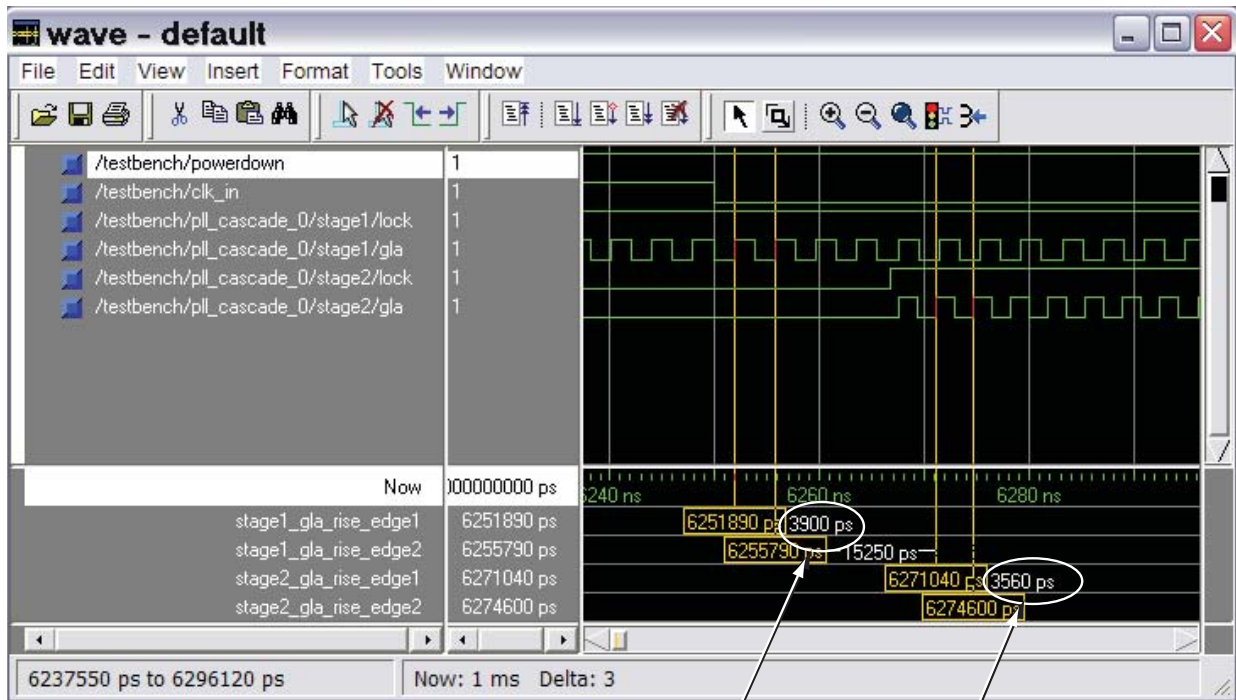 wave - default
File Edit View Insert Format Tools Window
/testbench/powerdown 1
/testbench/clk_in 1
/testbench/pll_cascade_0/stage1/lock 1
/testbench/pll_cascade_0/stage1/gla 1
/testbench/pll_cascade_0/stage2/lock 1
/testbench/pll_cascade_0/stage2/gla 1
Now 000000000 ps 6240 ns 6260 ns 6280 ns
stage1_gla_rise_edge1 6251890 ps 6251890 ps 3900 ps
stage1_gla_rise_edge2 6255790 ps 6255790 ps 15250 ps
stage2_gla_rise_edge1 6271040 ps 6271040 ps 3560 ps
stage2_gla_rise_edge2 6274600 ps 6274600 ps
6237550 ps to 6296120 ps Now: 1 ms Delta: 3